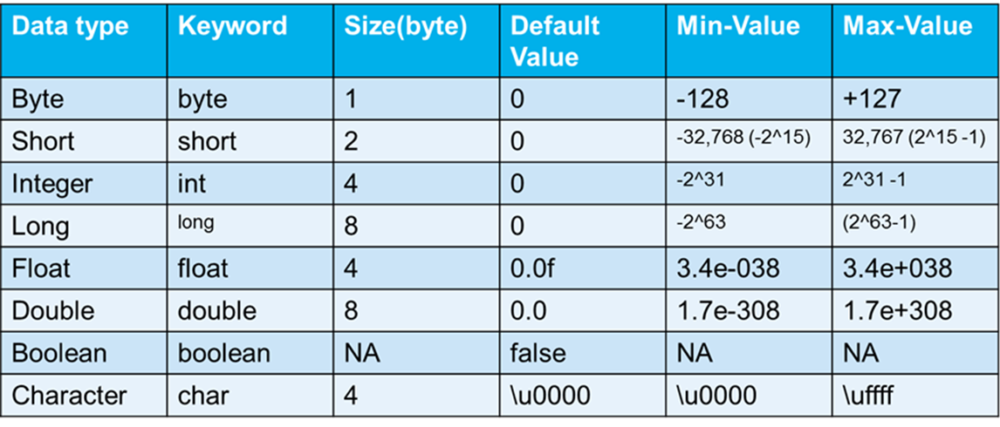 Data type Keyword Size(byte) Default Value Min-Value Max-Value
Byte byte 1 0 -128 +127
Short short 2 0 -32,768 (-2^15) 32,767 (2^15 -1)
Integer int 4 0 -2^31 2^31 -1
Long long 8 0 -2^63 (2^63-1)
Float float 4 0.0f 3.4e-038 3.4e+038
Double double 8 0.0 1.7e-308 1.7e+308
Boolean boolean NA false NA NA
Character char 4 \u0000 \u0000 \uffff